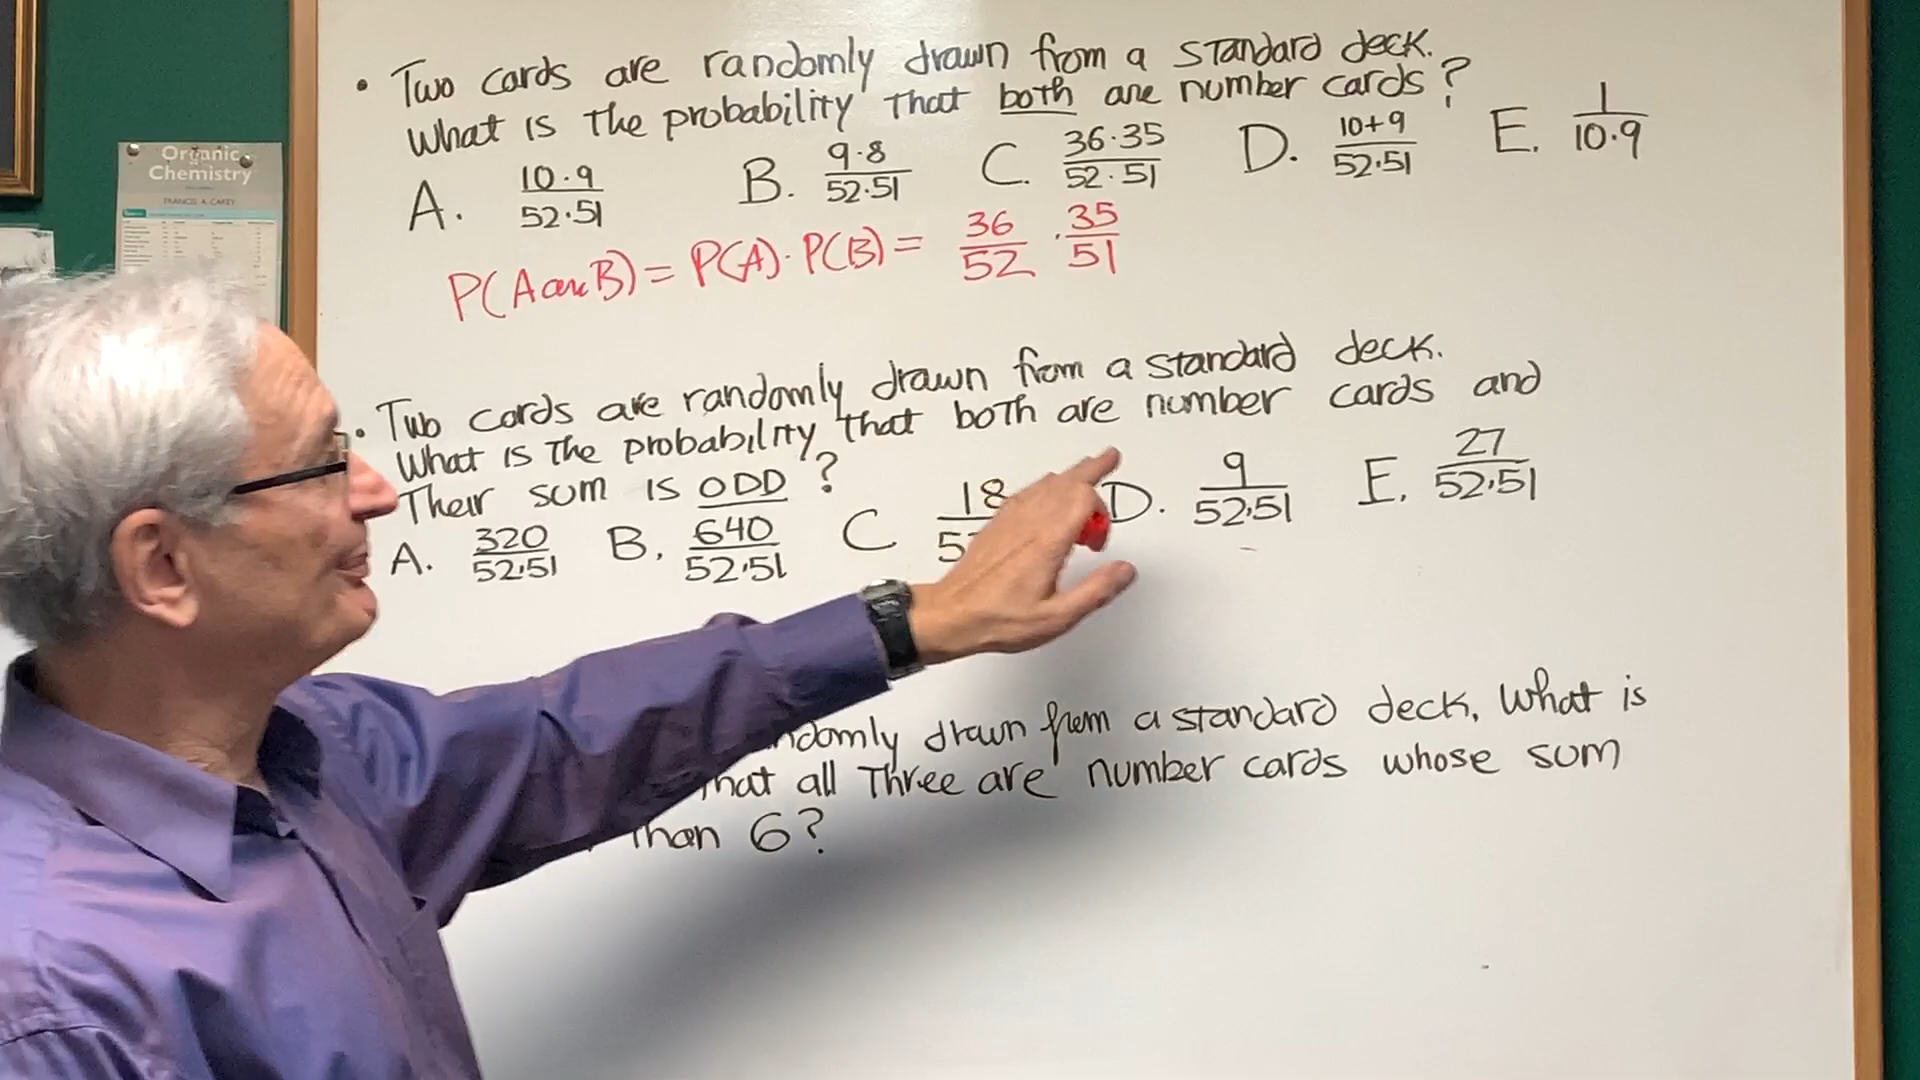 • Two cards are randomly drawn from a standard deck.
What is the probability that both are number cards?
A. 10·9/52·51 B. 9·8/52·51 C. 36·35/52·51 D. 10+9/52·51 E. 1/10·9
P(A and B) = P(A)·P(B) = 36/52 · 35/51
Organic
Chemistry
FRANCIS A. CAREY
• Two cards are randomly drawn from a standard deck.
What is the probability that both are number cards and
Their sum is ODD?
A. 320/52·51 B. 640/52·51 C 18 D. 9/52·51 E. 27/52·51
ndomly drawn from a standard deck, What is
that all Three are number cards whose sum
Than 6?